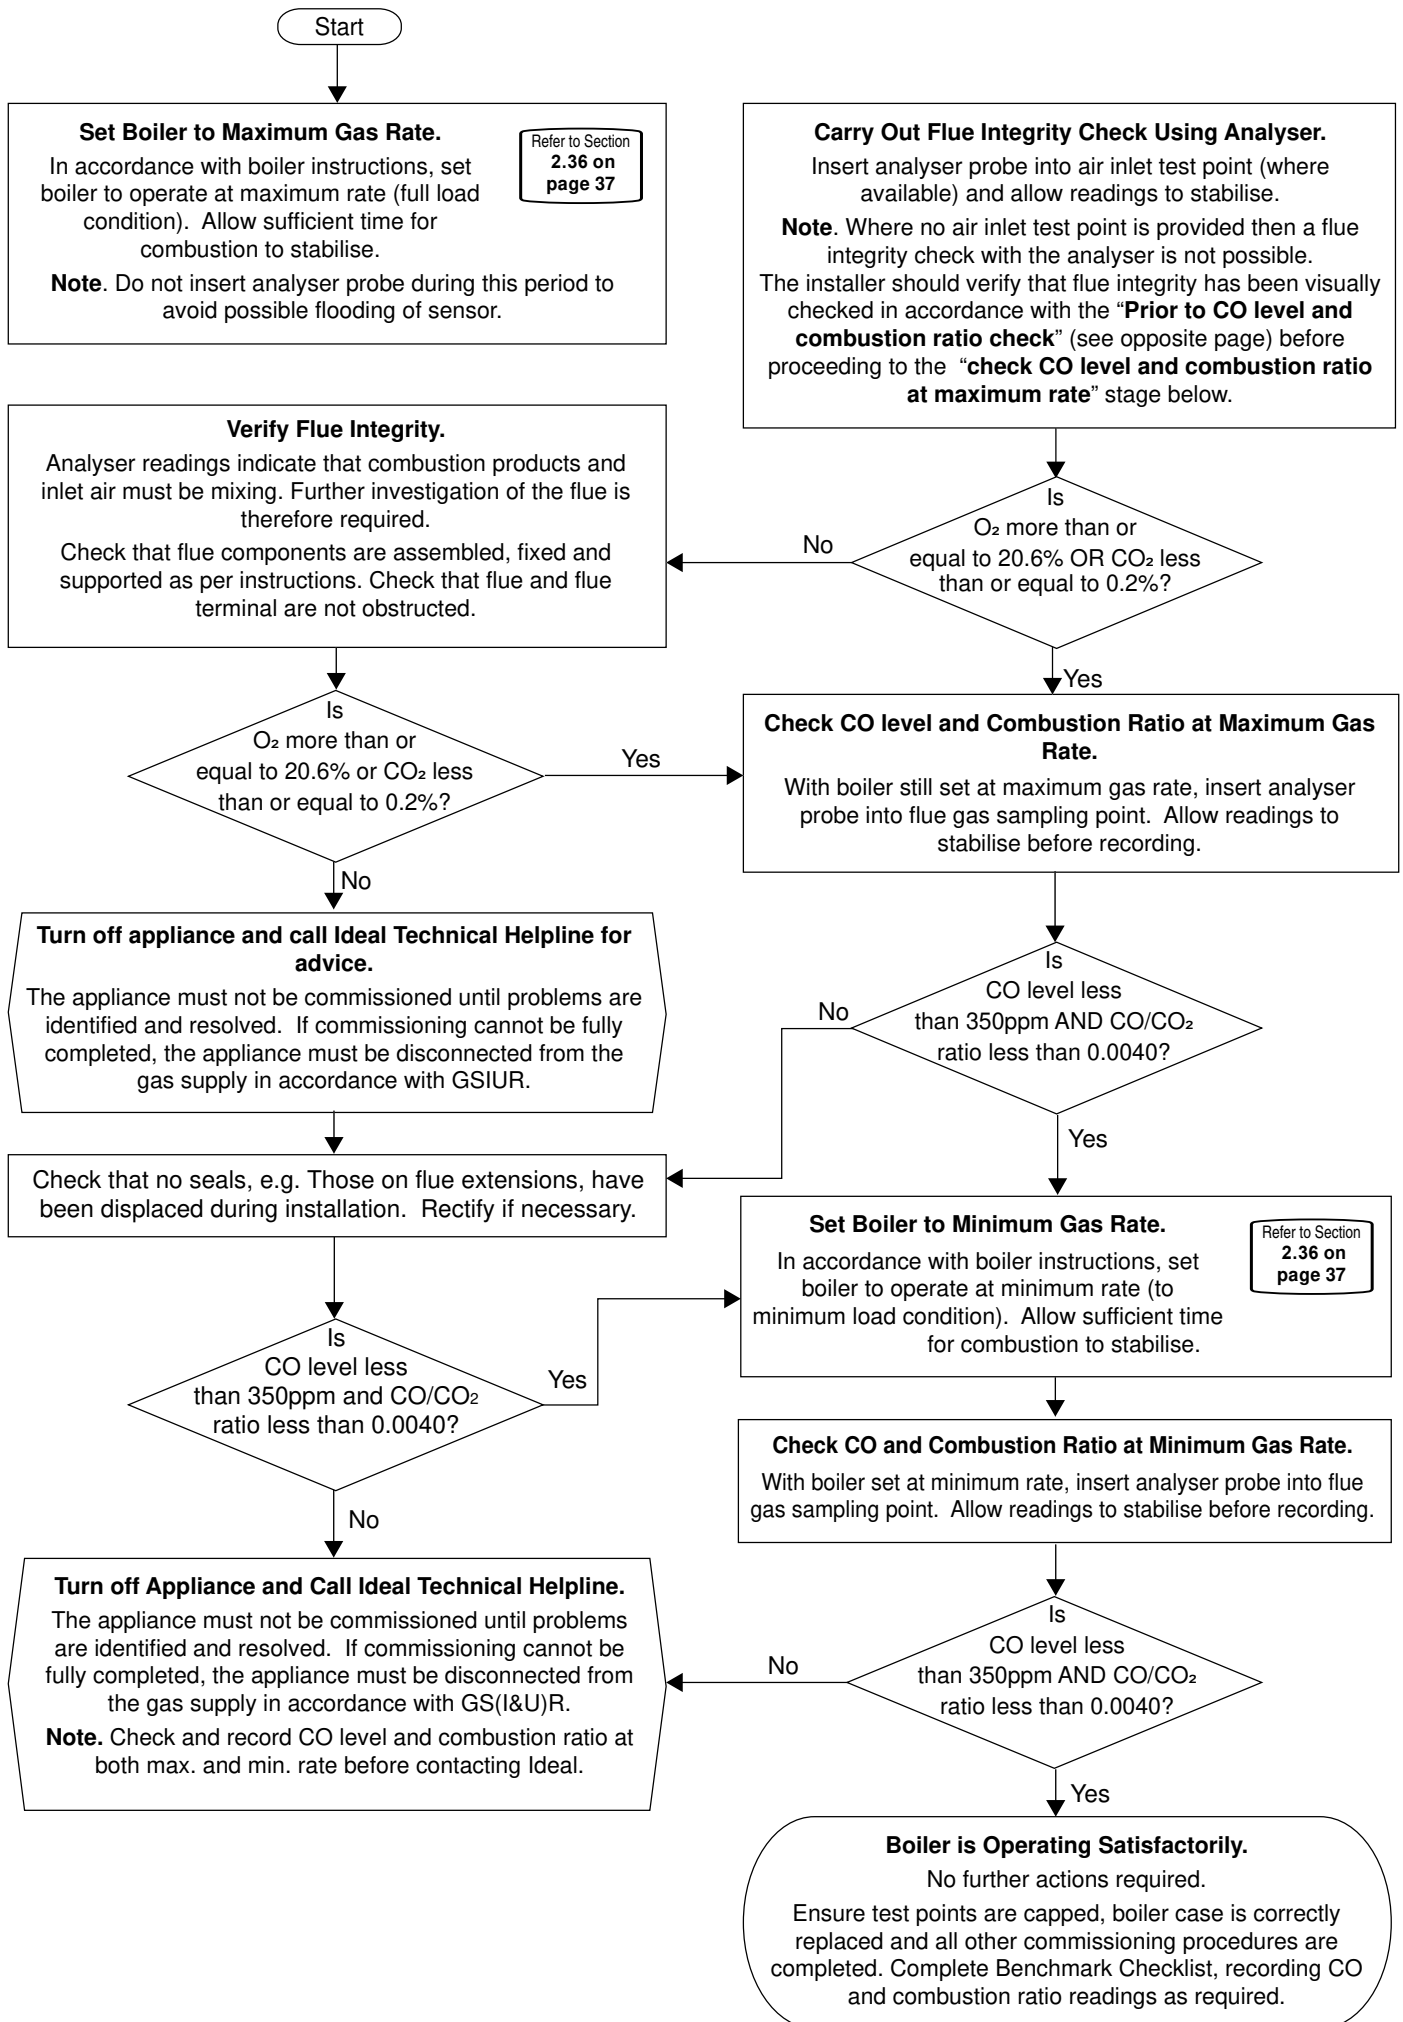 Start
Set Boiler to Maximum Gas Rate.
In accordance with boiler instructions, set
boiler to operate at maximum rate (full load
condition).  Allow sufficient time for
combustion to stabilise.
Note. Do not insert analyser probe during this period to
avoid possible flooding of sensor.
Refer to Section
2.36 on
page 37
Carry Out Flue Integrity Check Using Analyser.
Insert analyser probe into air inlet test point (where
available) and allow readings to stabilise.
Note. Where no air inlet test point is provided then a flue
integrity check with the analyser is not possible.
The installer should verify that flue integrity has been visually
checked in accordance with the “Prior to CO level and
combustion ratio check” (see opposite page) before
proceeding to the  “check CO level and combustion ratio
at maximum rate” stage below.
Is
O₂ more than or
equal to 20.6% OR CO₂ less
than or equal to 0.2%?
No
Yes
Verify Flue Integrity.
Analyser readings indicate that combustion products and
inlet air must be mixing. Further investigation of the flue is
therefore required.
Check that flue components are assembled, fixed and
supported as per instructions. Check that flue and flue
terminal are not obstructed.
Is
O₂ more than or
equal to 20.6% or CO₂ less
than or equal to 0.2%?
Yes
No
Check CO level and Combustion Ratio at Maximum Gas
Rate.
With boiler still set at maximum gas rate, insert analyser
probe into flue gas sampling point.  Allow readings to
stabilise before recording.
Turn off appliance and call Ideal Technical Helpline for
advice.
The appliance must not be commissioned until problems are
identified and resolved.  If commissioning cannot be fully
completed, the appliance must be disconnected from the
gas supply in accordance with GSIUR.
Is
CO level less
than 350ppm AND CO/CO₂
ratio less than 0.0040?
No
Yes
Check that no seals, e.g. Those on flue extensions, have
been displaced during installation.  Rectify if necessary.
Set Boiler to Minimum Gas Rate.
In accordance with boiler instructions, set
boiler to operate at minimum rate (to
minimum load condition).  Allow sufficient time
for combustion to stabilise.
Refer to Section
2.36 on
page 37
Is
CO level less
than 350ppm and CO/CO₂
ratio less than 0.0040?
Yes
No
Check CO and Combustion Ratio at Minimum Gas Rate.
With boiler set at minimum rate, insert analyser probe into flue
gas sampling point.  Allow readings to stabilise before recording.
Turn off Appliance and Call Ideal Technical Helpline.
The appliance must not be commissioned until problems
are identified and resolved.  If commissioning cannot be
fully completed, the appliance must be disconnected from
the gas supply in accordance with GS(I&U)R.
Note. Check and record CO level and combustion ratio at
both max. and min. rate before contacting Ideal.
Is
CO level less
than 350ppm AND CO/CO₂
ratio less than 0.0040?
No
Yes
Boiler is Operating Satisfactorily.
No further actions required.
Ensure test points are capped, boiler case is correctly
replaced and all other commissioning procedures are
completed. Complete Benchmark Checklist, recording CO
and combustion ratio readings as required.